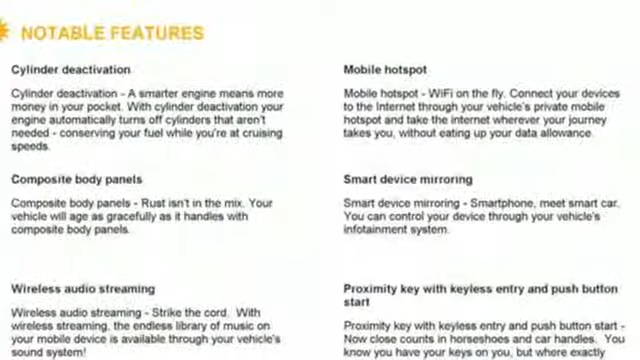 NOTABLE FEATURES
Cylinder deactivation
Cylinder deactivation - A smarter engine means more
money in your pocket. With cylinder deactivation your
engine automatically turns off cylinders that aren't
needed - conserving your fuel while you're at cruising
speeds.
Composite body panels
Composite body panels - Rust isn't in the mix. Your
vehicle will age as gracefully as it handles with
composite body panels.
Wireless audio streaming
Wireless audio streaming - Strike the cord. With
wireless streaming, the endless library of music on
your mobile device is available through your vehicle's
sound system!
Mobile hotspot
Mobile hotspot - WiFi on the fly. Connect your devices
to the Internet through your vehicle's private mobile
hotspot and take the internet wherever your journey
takes you, without eating up your data allowance.
Smart device mirroring
Smart device mirroring - Smartphone, meet smart car.
You can control your device through your vehicle's
infotainment system.
Proximity key with keyless entry and push button
start
Proximity key with keyless entry and push button start -
Now close counts in horseshoes and car handles. You
know you have your keys on you, but where exactly